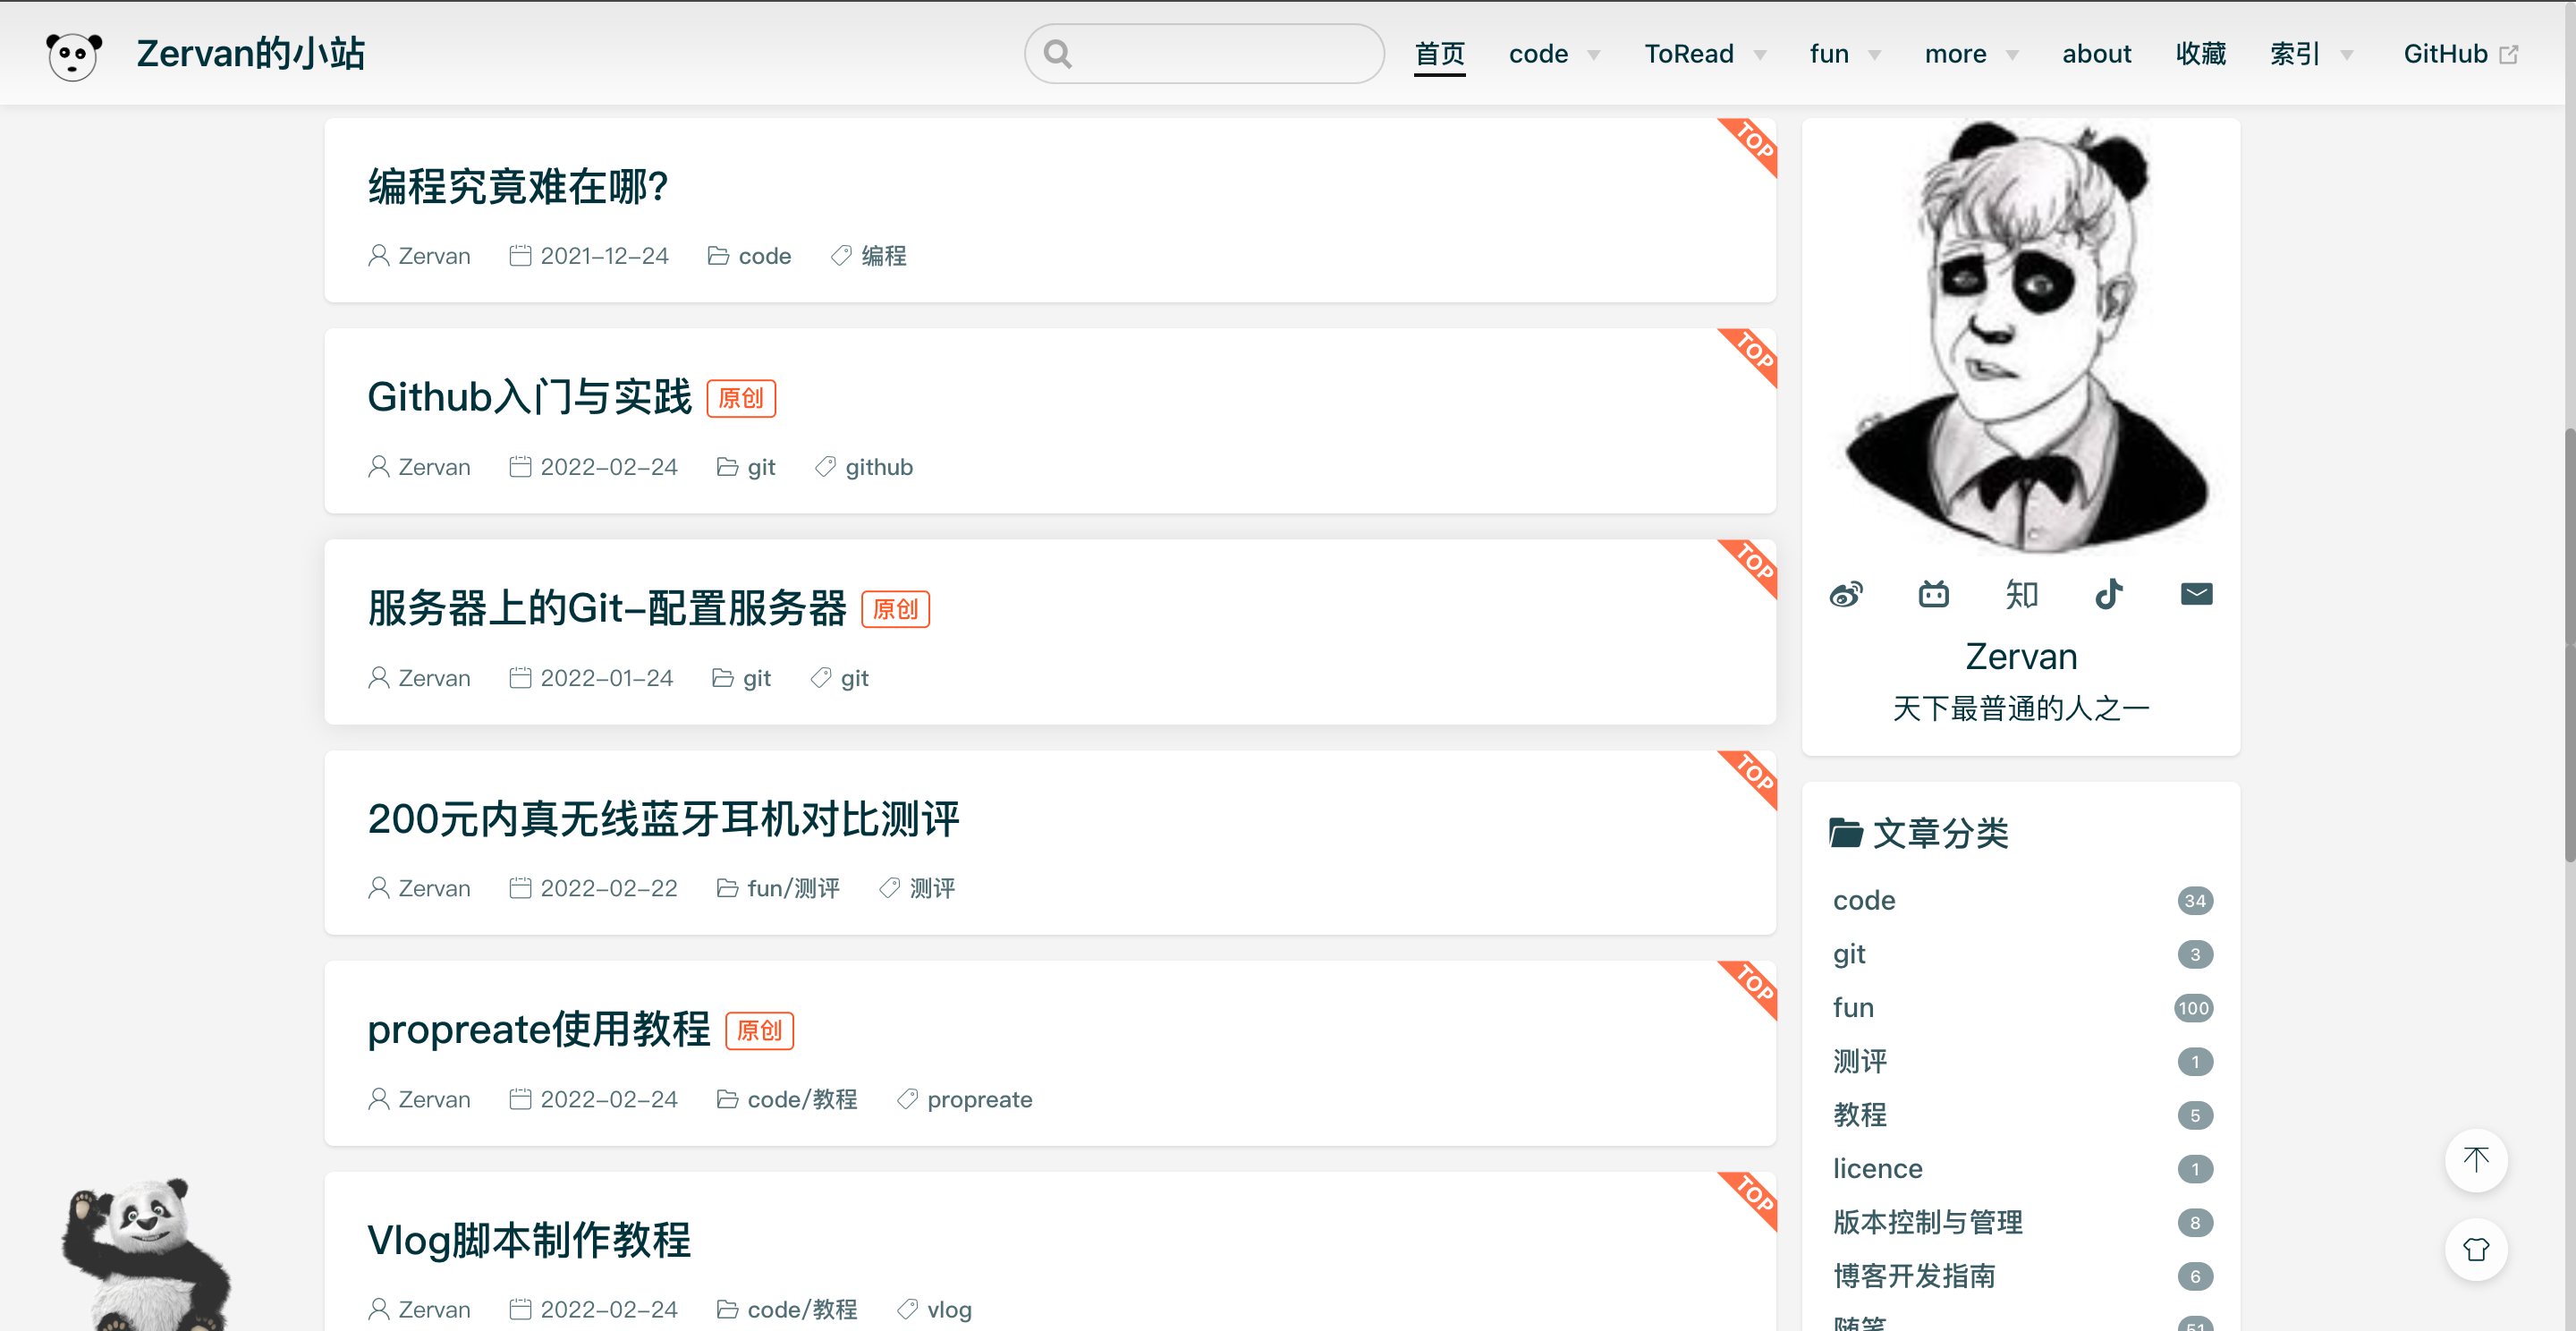 Zervan的小站
首页 code ToRead fun more about 收藏 索引 GitHub
TOP
编程究竟难在哪?
Zervan 2021-12-24 code 编程
TOP
Github入门与实践 原创
Zervan 2022-02-24 git github
TOP
服务器上的Git-配置服务器 原创
Zervan 2022-01-24 git git
TOP
200元内真无线蓝牙耳机对比测评
Zervan 2022-02-22 fun/测评 测评
TOP
propreate使用教程 原创
Zervan 2022-02-24 code/教程 propreate
TOP
Vlog脚本制作教程
Zervan 2022-02-24 code/教程 vlog
知
Zervan
天下最普通的人之一
文章分类
code 34
git 3
fun 100
测评 1
教程 5
licence 1
版本控制与管理 8
博客开发指南 6
随笔 51